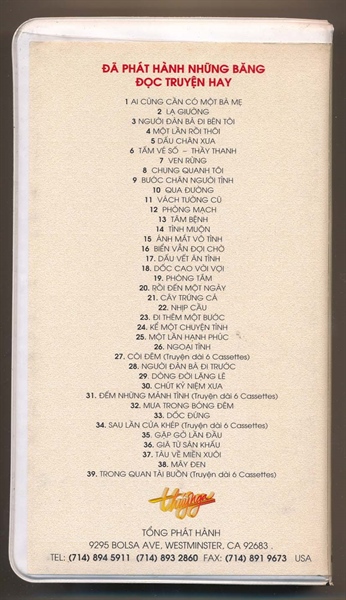 ĐÃ PHÁT HÀNH NHỮNG BĂNG
ĐỌC TRUYỆN HAY
1 AI CŨNG CẦN CÓ MỘT BÀ MẸ
2 LẠ GIƯỜNG
3 NGƯỜI ĐÀN BÀ ĐI BÊN TÔI
4 MỘT LẦN RỒI THÔI
5 DẤU CHÂN XƯA
6 TẤM VÉ SỐ - THẦY THANH
7 VEN RỪNG
8 CHUNG QUANH TÔI
9 BƯỚC CHÂN NGƯỜI TÌNH
10 QUA ĐƯỜNG
11 VÁCH TƯỜNG CŨ
12 PHÒNG MẠCH
13 TÂM BỆNH
14 TÌNH MUỘN
15 ÁNH MẮT VÔ TÌNH
16 BIỂN VẪN ĐỢI CHỜ
17. DẤU VẾT ÂN TÌNH
18. DỐC CAO VỜI VỢI
19. PHÒNG TẮM
20. RỒI ĐẾN MỘT NGÀY
21. CÂY TRỨNG CÁ
22. NHỊP CẦU
23. ĐI THÊM MỘT BƯỚC
24. KỂ MỘT CHUYỆN TÌNH
25. MỘT LẦN HẠNH PHÚC
26. NGOẠI TÌNH
27. CÕI ĐÊM (Truyện dài 6 Cassettes)
28. NGƯỜI ĐÀN BÀ ĐI TRƯỚC
29. DÒNG ĐỜI LẶNG LẼ
30. CHÚT KỶ NIỆM XƯA
31. ĐẾM NHỮNG MẢNH TÌNH (Truyện dài 6 Cassettes)
32. MƯA TRONG BÓNG ĐÊM
33. DỐC ĐỨNG
34. SAU LẦN CỬA KHÉP (Truyện dài 6 Cassettes)
35. GẶP GỠ LẦN ĐẦU
36. GIÃ TỪ SÂN KHẤU
37. TÀU VỀ MIỀN XUÔI
38. MÂY ĐEN
39. TRONG QUAN TÀI BUỒN (Truyện dài 6 Cassettes)
thúy nga
TỔNG PHÁT HÀNH
9295 BOLSA AVE, WESTMINSTER, CA 92683
TEL: (714) 894 5911 (714) 893 2860 FAX: (714) 891 9673 USA